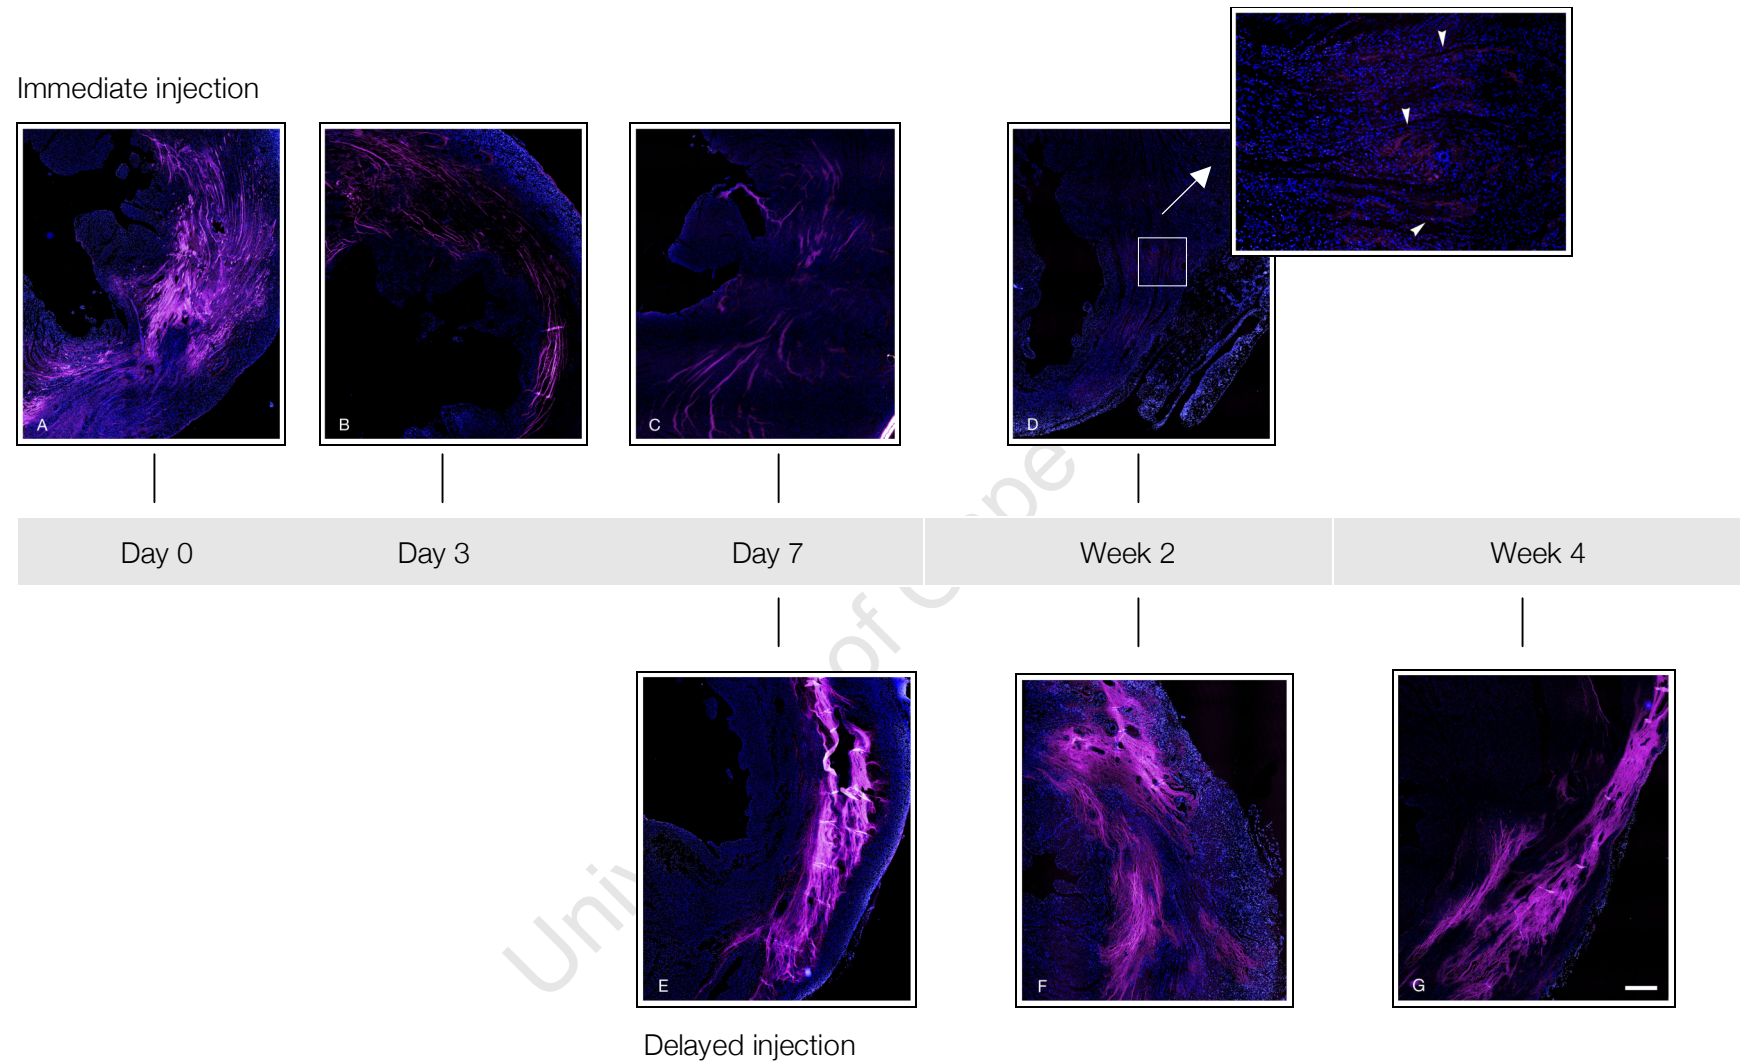 Immediate injection
A
B
C
D
Day 0
Day 3
Day 7
Week 2
Week 4
E
F
G
Delayed injection